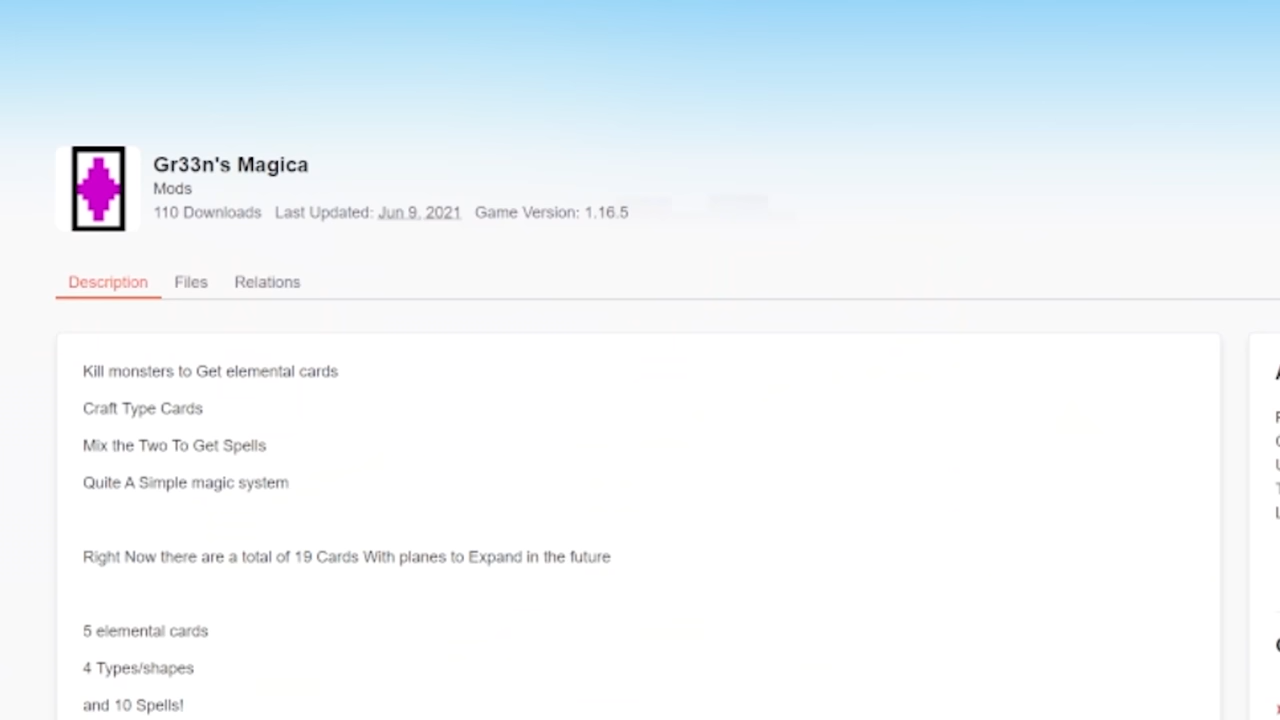 Gr33n's Magica
Mods
110 Downloads Last Updated: Jun 9, 2021 Game Version: 1.16.5
Description Files Relations
Kill monsters to Get elemental cards
Craft Type Cards
Mix the Two To Get Spells
Quite A Simple magic system
Right Now there are a total of 19 Cards With planes to Expand in the future
5 elemental cards
4 Types/shapes
and 10 Spells!